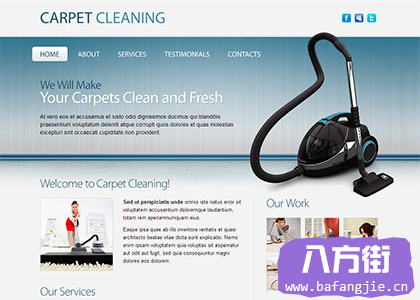 CARPET CLEANING
HOME ABOUT SERVICES TESTIMONIALS CONTACTS
We Will Make
Your Carpets Clean and Fresh
At vero eos et accusamus et iusto odio dignissimos ducimus qui blanditiis
praesentium voluptatum deleniti atque corrupti quos dolores et quas molestias
excepturi sint occaecati cupiditate non provident.
Welcome to Carpet Cleaning!
Sed ut perspiciatis unde omnis iste natus error sit
voluptatem accusantium doloremque laudantium,
totam rem aperiamnumquam eius.
Eaque ipsa quae ab illo inventore veritatis et quasi
architecto beatae vitae dicta sunt explicabo. Nemo
enim ipsam voluptatem quia voluptas sit aspernatur
aut odit aut fugit, sed quia consequuntur magni
dolores eos dolorem.
Our Work
Our Services
八方街
www.bafangjie.cn